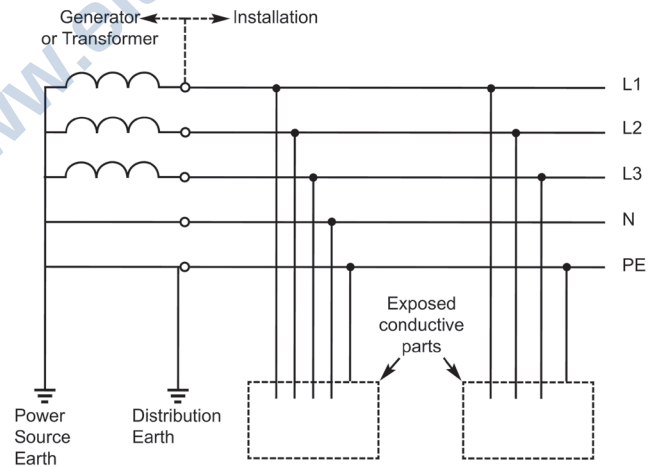 Generator
or Transformer
Installation
L1
L2
L3
N
PE
Exposed
conductive
parts
Power
Source
Earth
Distribution
Earth